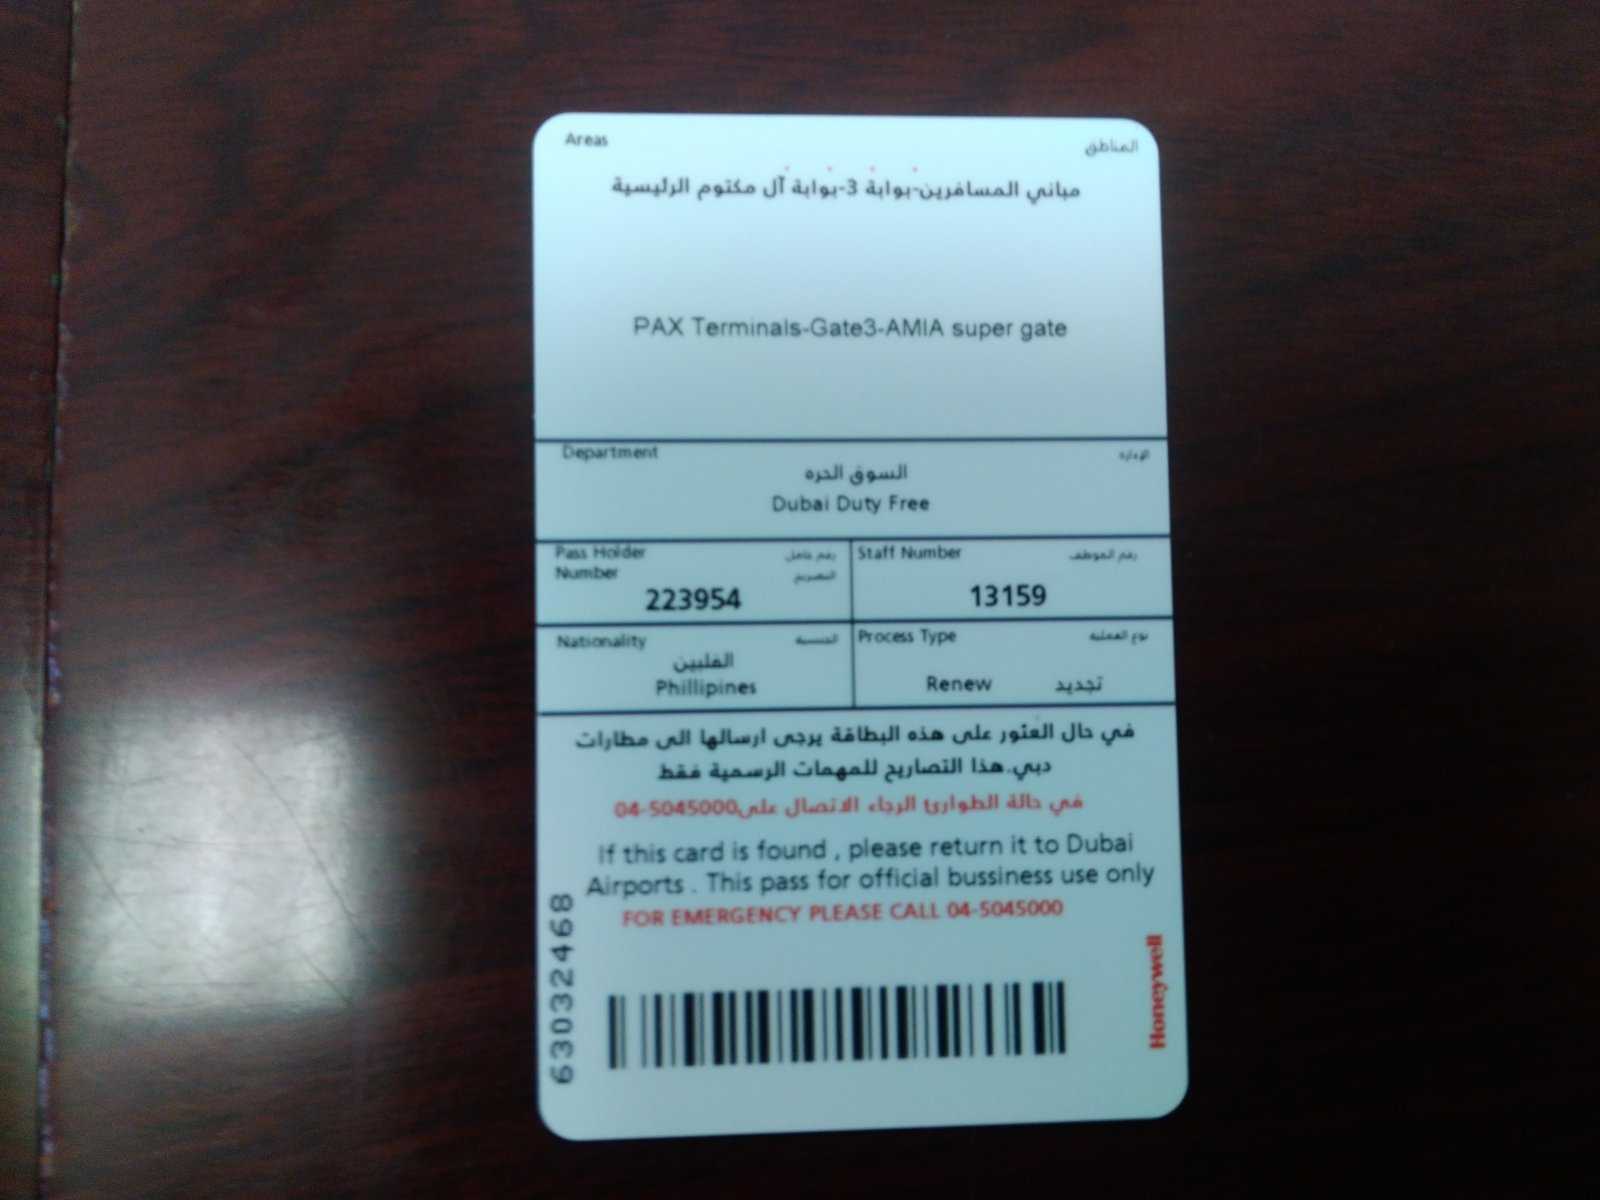 Areas المناطق
مباني المسافرين-بوابة 3-بوابة آل مكتوم الرئيسية
PAX Terminals-Gate3-AMIA super gate
Department الإدارة
السوق الحره
Dubai Duty Free
Pass Holder Number رقم حامل التصريح
223954
Staff Number رقم الموظف
13159
Nationality الجنسية
الفلبين
Phillipines
Process Type نوع العملية
Renew تجديد
في حال العثور على هذه البطاقة يرجى ارسالها الى مطارات
دبي.هذا التصاريح للمهمات الرسمية فقط
في حالة الطوارئ الرجاء الاتصال على04-5045000
If this card is found , please return it to Dubai
Airports . This pass for official bussiness use only
FOR EMERGENCY PLEASE CALL 04-5045000
63032468
Honeywell